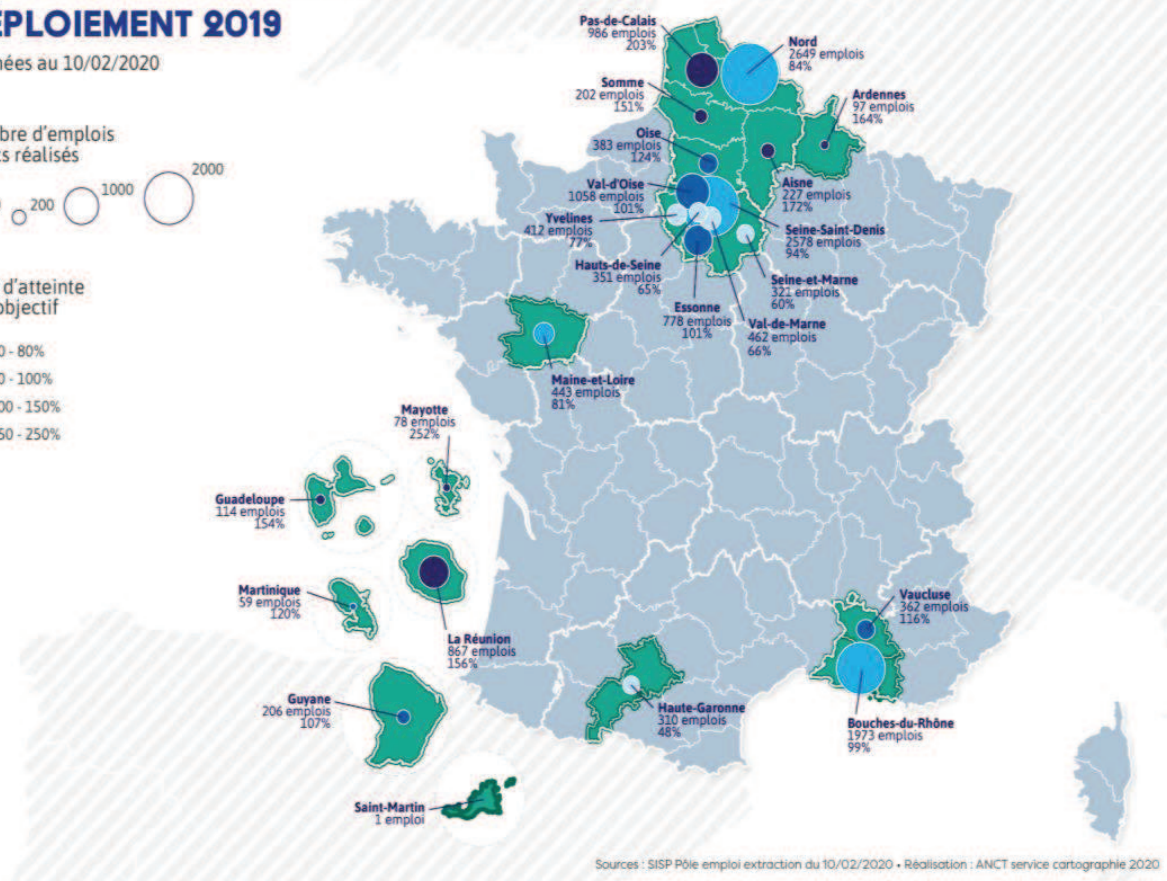 EPLOIEMENT 2019
nées au 10/02/2020
bre d'emplois
s réalisés
200
1000
2000
d'atteinte
objectif
0 - 80%
0 - 100%
00 - 150%
50 - 250%
Pas-de-Calais
986 emplois
203%
Nord
2649 emplois
84%
Somme
202 emplois
151%
Ardennes
97 emplois
164%
Oise
383 emplois
124%
Aisne
227 emplois
172%
Val-d'Oise
1058 emplois
101%
Yvelines
412 emplois
77%
Seine-Saint-Denis
2578 emplois
94%
Hauts-de-Seine
351 emplois
65%
Seine-et-Marne
321 emplois
60%
Essonne
778 emplois
101%
Val-de-Marne
462 emplois
66%
Maine-et-Loire
443 emplois
81%
Mayotte
78 emplois
252%
Guadeloupe
114 emplois
154%
Martinique
59 emplois
120%
La Réunion
867 emplois
156%
Vaucluse
362 emplois
116%
Guyane
206 emplois
107%
Haute-Garonne
310 emplois
48%
Bouches-du-Rhône
1973 emplois
99%
Saint-Martin
1 emploi
Sources : SISP Pôle emploi extraction du 10/02/2020 • Réalisation : ANCT service cartographie 2020